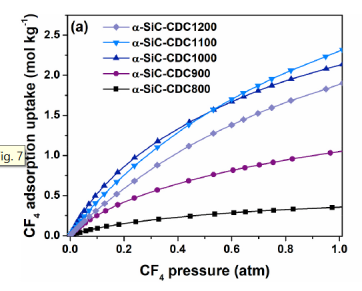 (a)
α-SiC-CDC1200
α-SiC-CDC1100
α-SiC-CDC1000
α-SiC-CDC900
α-SiC-CDC800
CF₄ adsorption uptake (mol kg⁻¹)
2.5
2.0
1.5
1.0
0.5
0.0
0.0 0.2 0.4 0.6 0.8 1.0
CF₄ pressure (atm)
ig. 7